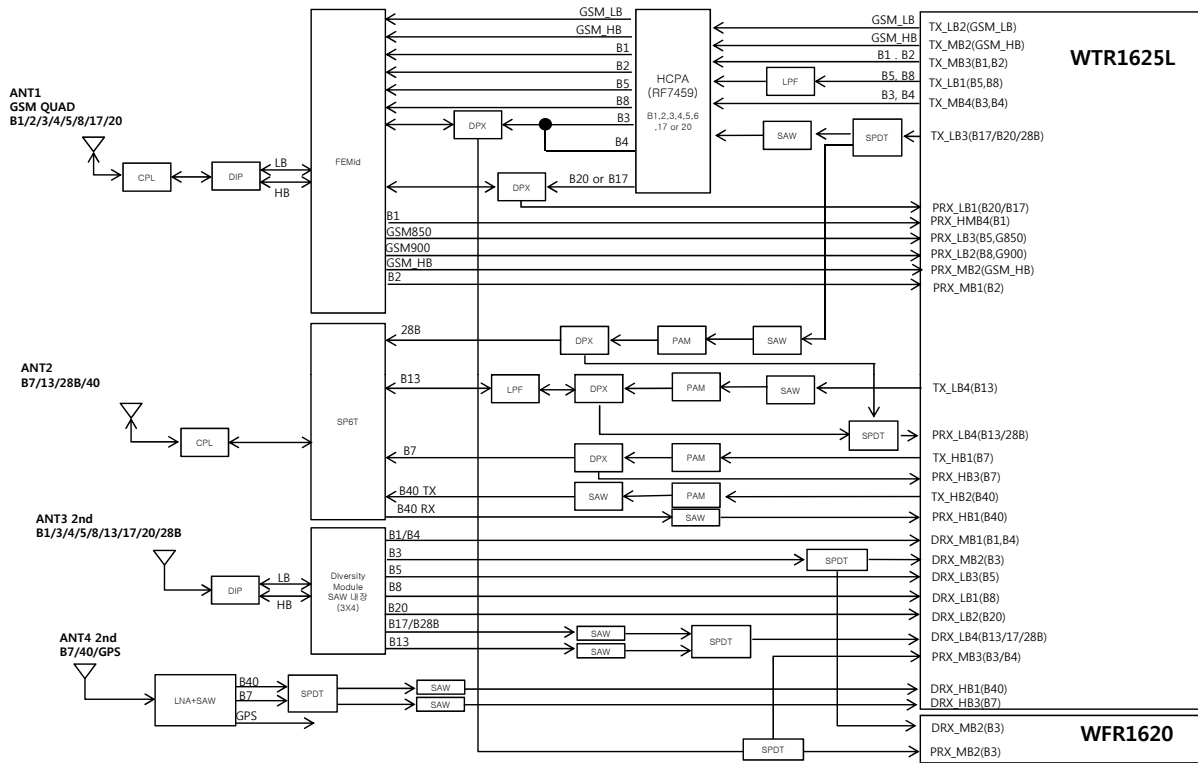 GSM_LB
GSM_HB
B1
B2
B5
B8
B3
B4
B20 or B17
HCPA
(RF7459)
B1,2,3,4,5,6
,17 or 20
GSM_LB
GSM_HB
B1 . B2
B5, B8
B3, B4
LPF
SAW
SPDT
TX_LB2(GSM_LB)
TX_MB2(GSM_HB)
TX_MB3(B1,B2)
TX_LB1(B5,B8)
TX_MB4(B3,B4)
TX_LB3(B17/B20/28B)
WTR1625L
ANT1
GSM QUAD
B1/2/3/4/5/8/17/20
CPL
DIP
LB
HB
FEMid
DPX
DPX
B1
GSM850
GSM900
GSM_HB
B2
PRX_LB1(B20/B17)
PRX_HMB4(B1)
PRX_LB3(B5,G850)
PRX_LB2(B8,G900)
PRX_MB2(GSM_HB)
PRX_MB1(B2)
ANT2
B7/13/28B/40
CPL
SP6T
28B
DPX
PAM
SAW
B13
LPF
DPX
PAM
SAW
TX_LB4(B13)
SPDT
PRX_LB4(B13/28B)
B7
DPX
PAM
TX_HB1(B7)
PRX_HB3(B7)
B40 TX
SAW
PAM
TX_HB2(B40)
B40 RX
SAW
PRX_HB1(B40)
ANT3 2nd
B1/3/4/5/8/13/17/20/28B
DIP
LB
HB
Diversity
Module
SAW 내장
(3X4)
B1/B4
B3
B5
B8
B20
B17/B28B
B13
SPDT
SAW
SAW
SPDT
DRX_MB1(B1,B4)
DRX_MB2(B3)
DRX_LB3(B5)
DRX_LB1(B8)
DRX_LB2(B20)
DRX_LB4(B13/17/28B)
PRX_MB3(B3/B4)
ANT4 2nd
B7/40/GPS
LNA+SAW
B40
B7
GPS
SPDT
SAW
SAW
DRX_HB1(B40)
DRX_HB3(B7)
SPDT
DRX_MB2(B3)
PRX_MB2(B3)
WFR1620